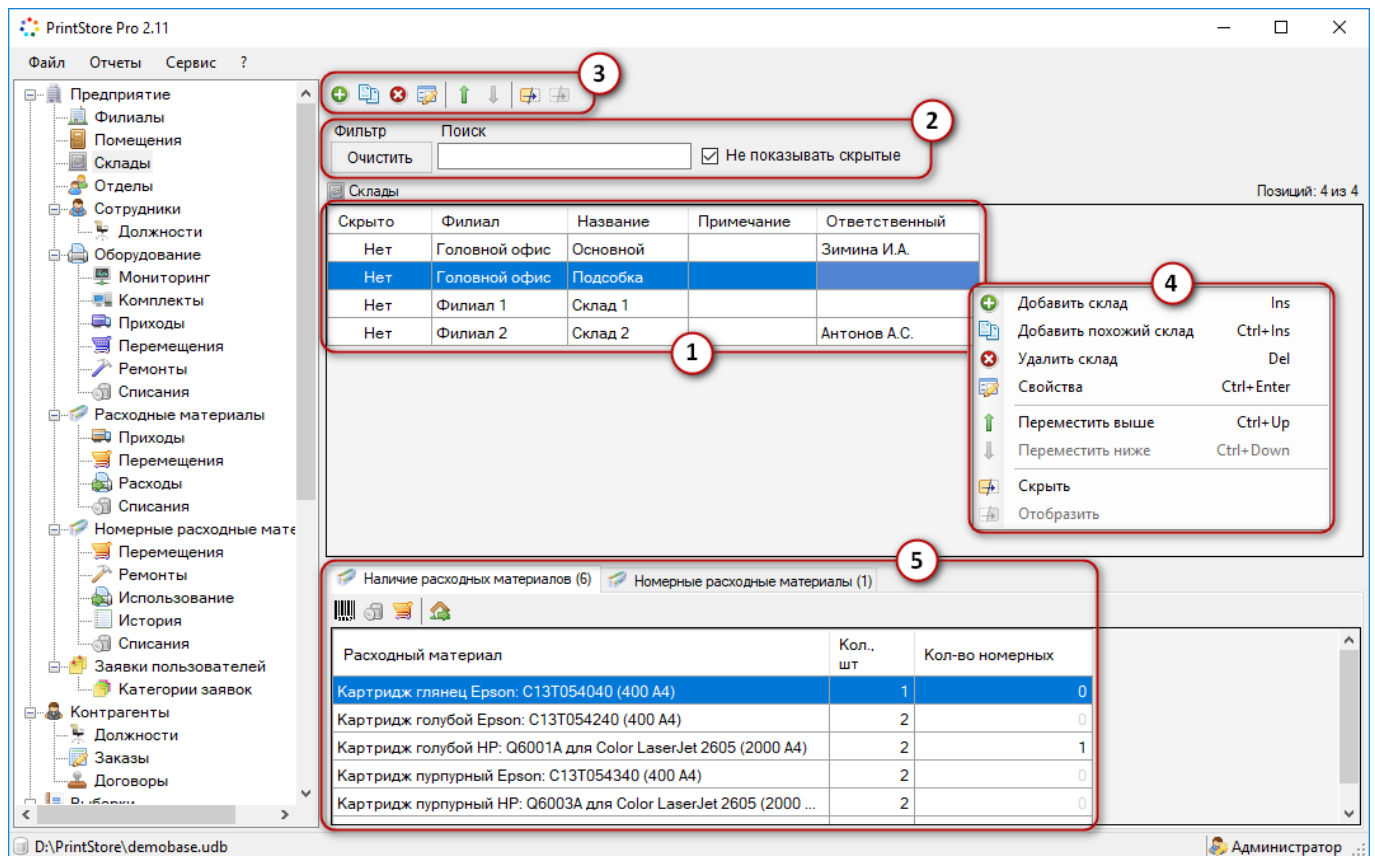 PrintStore Pro 2.11
Файл Отчеты Сервис ?
Предприятие
Филиалы
Помещения
Склады
Отделы
Сотрудники
Должности
Оборудование
Мониторинг
Комплекты
Приходы
Перемещения
Ремонты
Списания
Расходные материалы
Приходы
Перемещения
Расходы
Списания
Номерные расходные мате
Перемещения
Ремонты
Использование
История
Списания
Заявки пользователей
Категории заявок
Контрагенты
Должности
Заказы
Договоры
3
Фильтр Поиск
2
Очистить Не показывать скрытые
Склады Позиций: 4 из 4
Скрыто Филиал Название Примечание Ответственный
Нет Головной офис Основной Зимина И.А.
Нет Головной офис Подсобка
Нет Филиал 1 Склад 1
Нет Филиал 2 Склад 2 Антонов А.С.
1
4
Добавить склад Ins
Добавить похожий склад Ctrl+Ins
Удалить склад Del
Свойства Ctrl+Enter
Переместить выше Ctrl+Up
Переместить ниже Ctrl+Down
Скрыть
Отобразить
5
Наличие расходных материалов (6) Номерные расходные материалы (1)
Расходный материал Кол., шт Кол-во номерных
Картридж глянец Epson: C13T054040 (400 A4) 1 0
Картридж голубой Epson: C13T054240 (400 A4) 2 0
Картридж голубой HP: Q6001A для Color LaserJet 2605 (2000 A4) 2 1
Картридж пурпурный Epson: C13T054340 (400 A4) 2 0
Картридж пурпурный HP: Q6003A для Color LaserJet 2605 (2000 ... 2 0
D:\PrintStore\demobase.udb Администратор